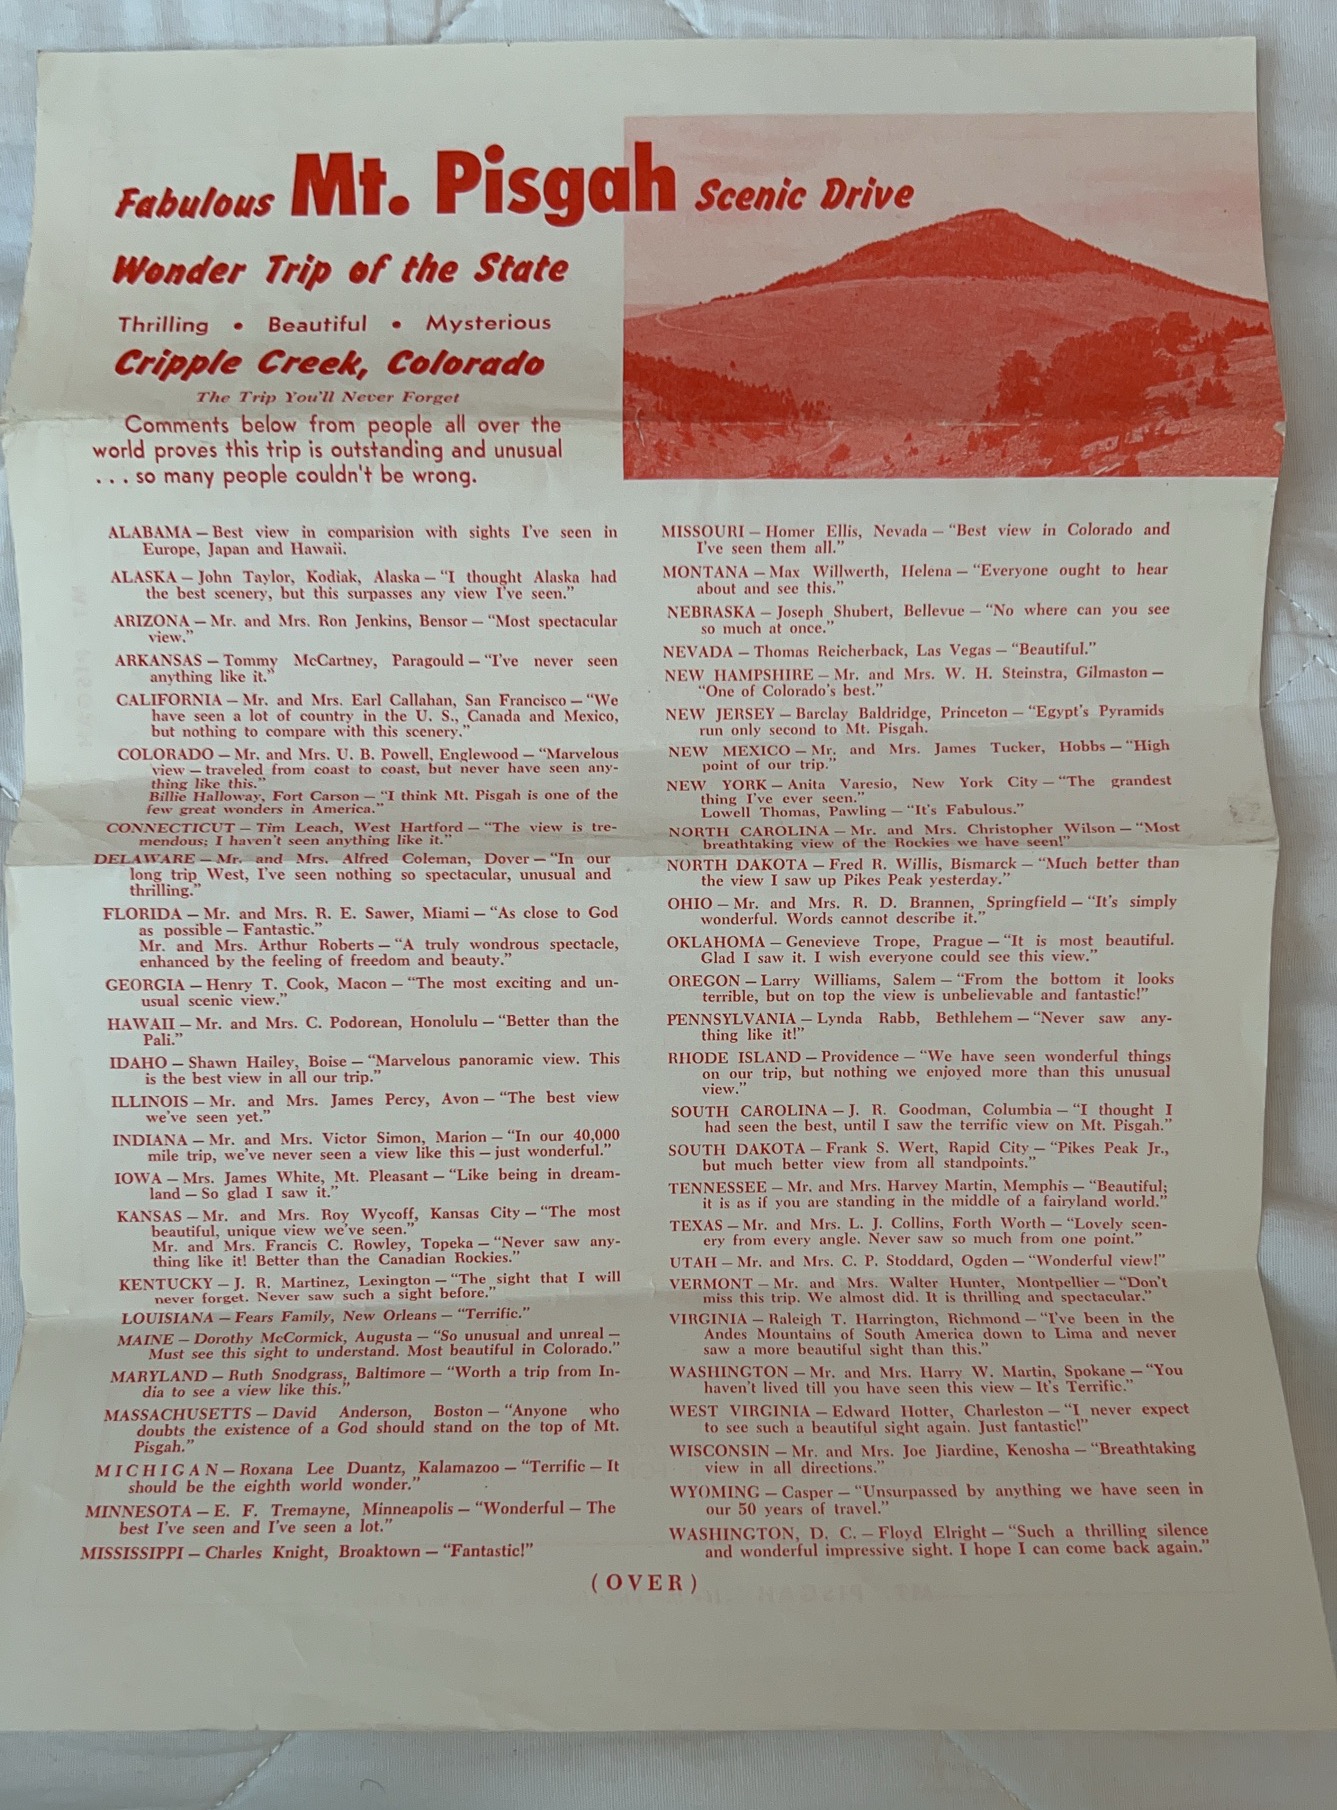 Fabulous Mt. Pisgah Scenic Drive
Wonder Trip of the State
Thrilling • Beautiful • Mysterious
Cripple Creek, Colorado
The Trip You'll Never Forget
Comments below from people all over the
world proves this trip is outstanding and unusual
. . . so many people couldn't be wrong.
ALABAMA — Best view in comparision with sights I've seen in
Europe, Japan and Hawaii.
ALASKA — John Taylor, Kodiak, Alaska — “I thought Alaska had
the best scenery, but this surpasses any view I've seen.”
ARIZONA — Mr. and Mrs. Ron Jenkins, Bensor — “Most spectacular
view.”
ARKANSAS — Tommy McCartney, Paragould — “I've never seen
anything like it.”
CALIFORNIA — Mr. and Mrs. Earl Callahan, San Francisco — “We
have seen a lot of country in the U. S., Canada and Mexico,
but nothing to compare with this scenery.”
COLORADO — Mr. and Mrs. U. B. Powell, Englewood — “Marvelous
view — traveled from coast to coast, but never have seen any-
thing like this.”
Billie Halloway, Fort Carson — “I think Mt. Pisgah is one of the
few great wonders in America.”
CONNECTICUT — Tim Leach, West Hartford — “The view is tre-
mendous; I haven't seen anything like it.”
DELAWARE — Mr. and Mrs. Alfred Coleman, Dover — “In our
long trip West, I've seen nothing so spectacular, unusual and
thrilling.”
FLORIDA — Mr. and Mrs. R. E. Sawer, Miami — “As close to God
as possible — Fantastic.”
Mr. and Mrs. Arthur Roberts — “A truly wondrous spectacle,
enhanced by the feeling of freedom and beauty.”
GEORGIA — Henry T. Cook, Macon — “The most exciting and un-
usual scenic view.”
HAWAII — Mr. and Mrs. C. Podorean, Honolulu — “Better than the
Pali.”
IDAHO — Shawn Hailey, Boise — “Marvelous panoramic view. This
is the best view in all our trip.”
ILLINOIS — Mr. and Mrs. James Percy, Avon — “The best view
we've seen yet.”
INDIANA — Mr. and Mrs. Victor Simon, Marion — “In our 40,000
mile trip, we've never seen a view like this — just wonderful.”
IOWA — Mrs. James White, Mt. Pleasant — “Like being in dream-
land — So glad I saw it.”
KANSAS — Mr. and Mrs. Roy Wycoff, Kansas City — “The most
beautiful, unique view we've seen.”
Mr. and Mrs. Francis C. Rowley, Topeka — “Never saw any-
thing like it! Better than the Canadian Rockies.”
KENTUCKY — J. R. Martinez, Lexington — “The sight that I will
never forget. Never saw such a sight before.”
LOUISIANA — Fears Family, New Orleans — “Terrific.”
MAINE — Dorothy McCormick, Augusta — “So unusual and unreal —
Must see this sight to understand. Most beautiful in Colorado.”
MARYLAND — Ruth Snodgrass, Baltimore — “Worth a trip from In-
dia to see a view like this.”
MASSACHUSETTS — David Anderson, Boston — “Anyone who
doubts the existence of a God should stand on the top of Mt.
Pisgah.”
MICHIGAN — Roxana Lee Duantz, Kalamazoo — “Terrific — It
should be the eighth world wonder.”
MINNESOTA — E. F. Tremayne, Minneapolis — “Wonderful — The
best I've seen and I've seen a lot.”
MISSISSIPPI — Charles Knight, Broaktown — “Fantastic!”
MISSOURI — Homer Ellis, Nevada — “Best view in Colorado and
I've seen them all.”
MONTANA — Max Willwerth, Helena — “Everyone ought to hear
about and see this.”
NEBRASKA — Joseph Shubert, Bellevue — “No where can you see
so much at once.”
NEVADA — Thomas Reicherback, Las Vegas — “Beautiful.”
NEW HAMPSHIRE — Mr. and Mrs. W. H. Steinstra, Gilmaston —
“One of Colorado's best.”
NEW JERSEY — Barclay Baldridge, Princeton — “Egypt's Pyramids
run only second to Mt. Pisgah.
NEW MEXICO — Mr. and Mrs. James Tucker, Hobbs — “High
point of our trip.”
NEW YORK — Anita Varesio, New York City — “The grandest
thing I've ever seen.”
Lowell Thomas, Pawling — “It's Fabulous.”
NORTH CAROLINA — Mr. and Mrs. Christopher Wilson — “Most
breathtaking view of the Rockies we have seen!”
NORTH DAKOTA — Fred R. Willis, Bismarck — “Much better than
the view I saw up Pikes Peak yesterday.”
OHIO — Mr. and Mrs. R. D. Brannen, Springfield — “It's simply
wonderful. Words cannot describe it.”
OKLAHOMA — Genevieve Trope, Prague — “It is most beautiful.
Glad I saw it. I wish everyone could see this view.”
OREGON — Larry Williams, Salem — “From the bottom it looks
terrible, but on top the view is unbelievable and fantastic!”
PENNSYLVANIA — Lynda Rabb, Bethlehem — “Never saw any-
thing like it!”
RHODE ISLAND — Providence — “We have seen wonderful things
on our trip, but nothing we enjoyed more than this unusual
view.”
SOUTH CAROLINA — J. R. Goodman, Columbia — “I thought I
had seen the best, until I saw the terrific view on Mt. Pisgah.”
SOUTH DAKOTA — Frank S. Wert, Rapid City — “Pikes Peak Jr.,
but much better view from all standpoints.”
TENNESSEE — Mr. and Mrs. Harvey Martin, Memphis — “Beautiful;
it is as if you are standing in the middle of a fairyland world.”
TEXAS — Mr. and Mrs. L. J. Collins, Forth Worth — “Lovely scen-
ery from every angle. Never saw so much from one point.”
UTAH — Mr. and Mrs. C. P. Stoddard, Ogden — “Wonderful view!”
VERMONT — Mr. and Mrs. Walter Hunter, Montpellier — “Don't
miss this trip. We almost did. It is thrilling and spectacular.”
VIRGINIA — Raleigh T. Harrington, Richmond — “I've been in the
Andes Mountains of South America down to Lima and never
saw a more beautiful sight than this.”
WASHINGTON — Mr. and Mrs. Harry W. Martin, Spokane — “You
haven't lived till you have seen this view — It's Terrific.”
WEST VIRGINIA — Edward Hotter, Charleston — “I never expect
to see such a beautiful sight again. Just fantastic!”
WISCONSIN — Mr. and Mrs. Joe Jiardine, Kenosha — “Breathtaking
view in all directions.”
WYOMING — Casper — “Unsurpassed by anything we have seen in
our 50 years of travel.”
WASHINGTON, D. C. — Floyd Elright — “Such a thrilling silence
and wonderful impressive sight. I hope I can come back again.”
(OVER)